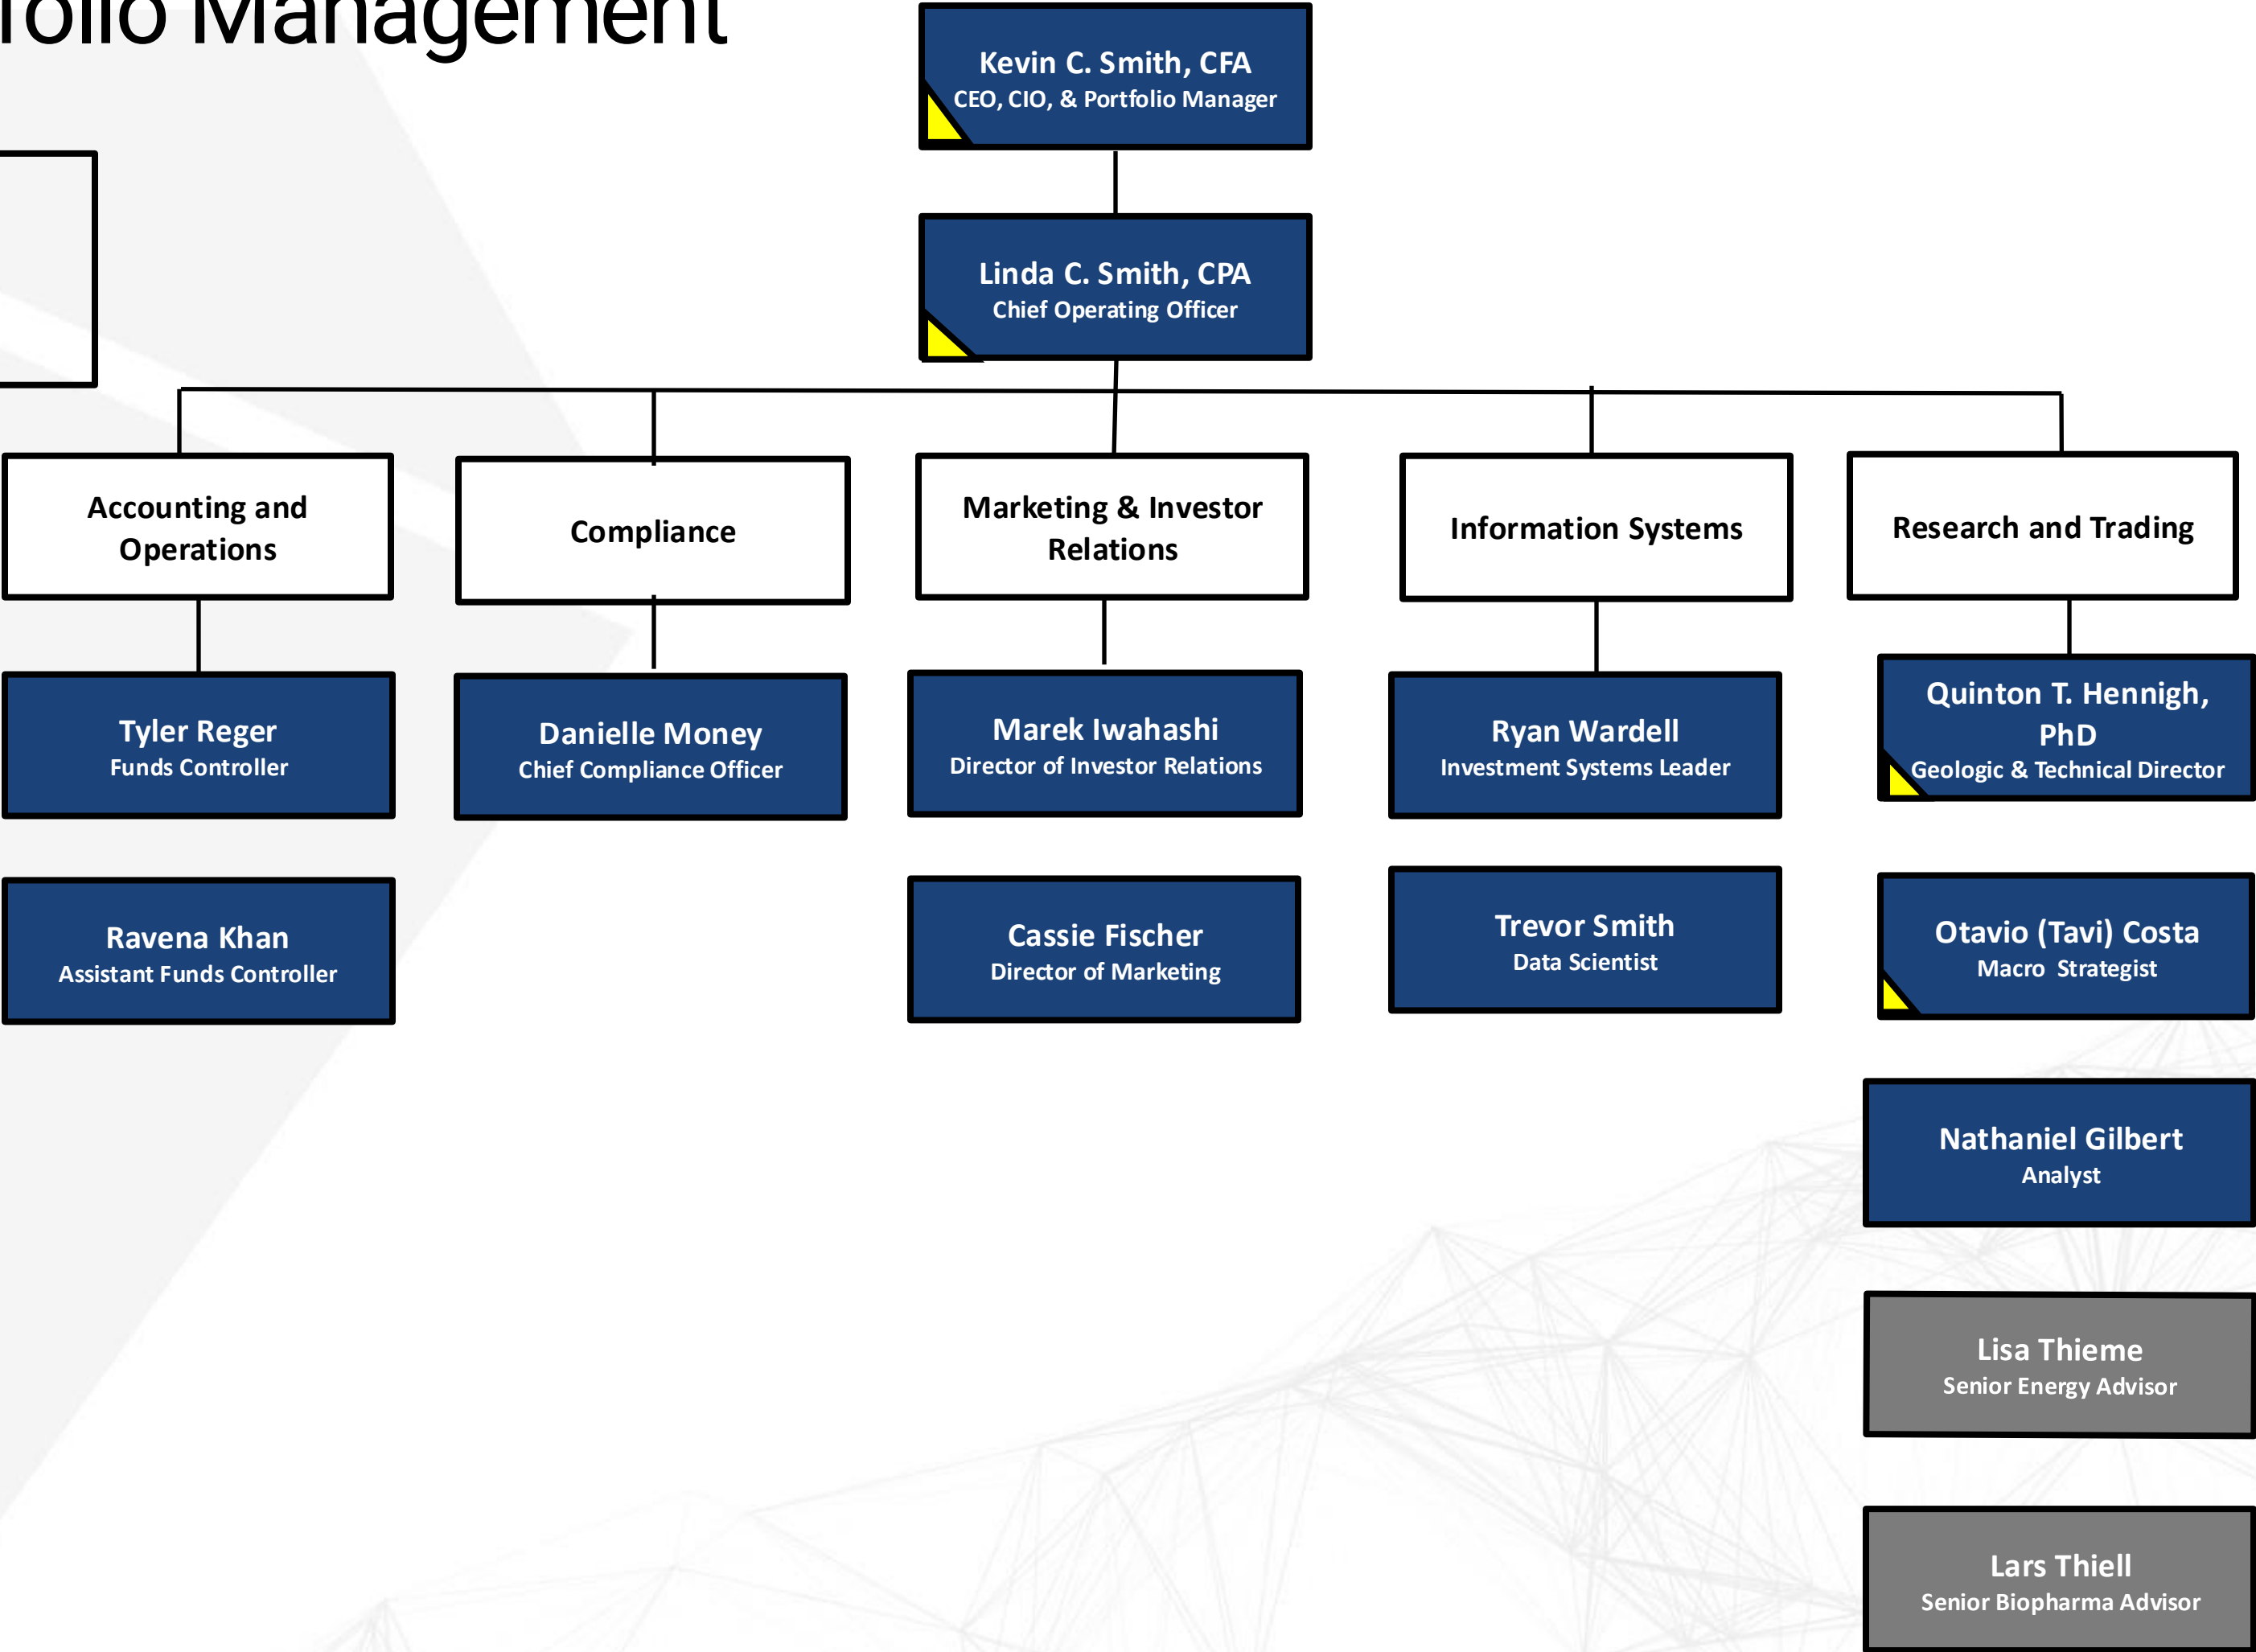 folio Management
Kevin C. Smith, CFA
CEO, CIO, & Portfolio Manager
Linda C. Smith, CPA
Chief Operating Officer
Accounting and
Operations
Compliance
Marketing & Investor
Relations
Information Systems
Research and Trading
Tyler Reger
Funds Controller
Danielle Money
Chief Compliance Officer
Marek Iwahashi
Director of Investor Relations
Ryan Wardell
Investment Systems Leader
Quinton T. Hennigh,
PhD
Geologic & Technical Director
Ravena Khan
Assistant Funds Controller
Cassie Fischer
Director of Marketing
Trevor Smith
Data Scientist
Otavio (Tavi) Costa
Macro Strategist
Nathaniel Gilbert
Analyst
Lisa Thieme
Senior Energy Advisor
Lars Thiell
Senior Biopharma Advisor